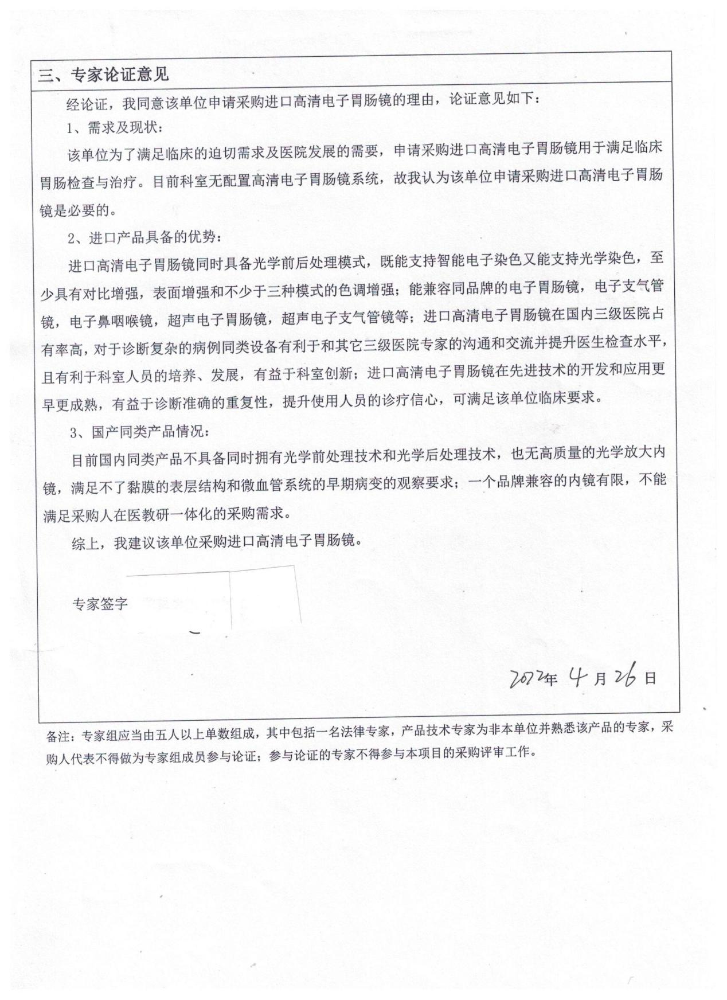 三、专家论证意见
经论证，我同意该单位申请采购进口高清电子胃肠镜的理由，论证意见如下：
1、需求及现状：
该单位为了满足临床的迫切需求及医院发展的需要，申请采购进口高清电子胃肠镜用于满足临床
胃肠检查与治疗。目前科室无配置高清电子胃肠镜系统，故我认为该单位申请采购进口高清电子胃肠
镜是必要的。
2、进口产品具备的优势：
进口高清电子胃肠镜同时具备光学前后处理模式，既能支持智能电子染色又能支持光学染色，至
少具有对比增强，表面增强和不少于三种模式的色调增强；能兼容同品牌的电子胃肠镜，电子支气管
镜，电子鼻咽喉镜，超声电子胃肠镜，超声电子支气管镜等；进口高清电子胃肠镜在国内三级医院占
有率高，对于诊断复杂的病例同类设备有利于和其它三级医院专家的沟通和交流并提升医生检查水平，
且有利于科室人员的培养、发展，有益于科室创新；进口高清电子胃肠镜在先进技术的开发和应用更
早更成熟，有益于诊断准确的重复性，提升使用人员的诊疗信心，可满足该单位临床要求。
3、国产同类产品情况：
目前国内同类产品不具备同时拥有光学前处理技术和光学后处理技术，也无高质量的光学放大内
镜，满足不了黏膜的表层结构和微血管系统的早期病变的观察要求；一个品牌兼容的内镜有限，不能
满足采购人在医教研一体化的采购需求。
综上，我建议该单位采购进口高清电子胃肠镜。
专家签字
2022年 4 月 26 日
备注：专家组应当由五人以上单数组成，其中包括一名法律专家，产品技术专家为非本单位并熟悉该产品的专家，采
购人代表不得做为专家组成员参与论证；参与论证的专家不得参与本项目的采购评审工作。